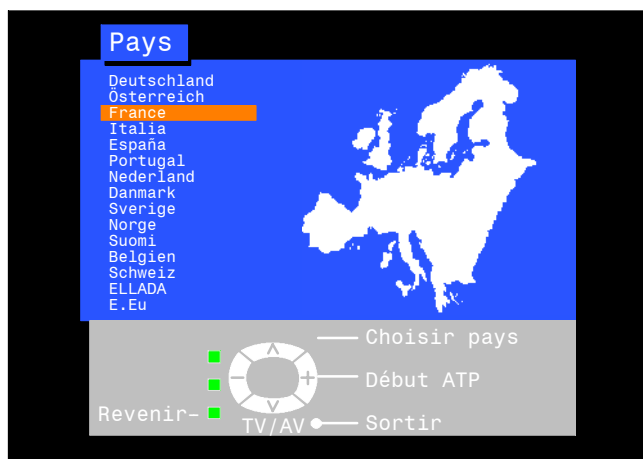 Pays
Deutschland
Österreich
France
Italia
España
Portugal
Nederland
Danmark
Sverige
Norge
Suomi
Belgien
Schweiz
ELLADA
E.Eu
Choisir pays
Début ATP
Revenir
TV/AV
Sortir